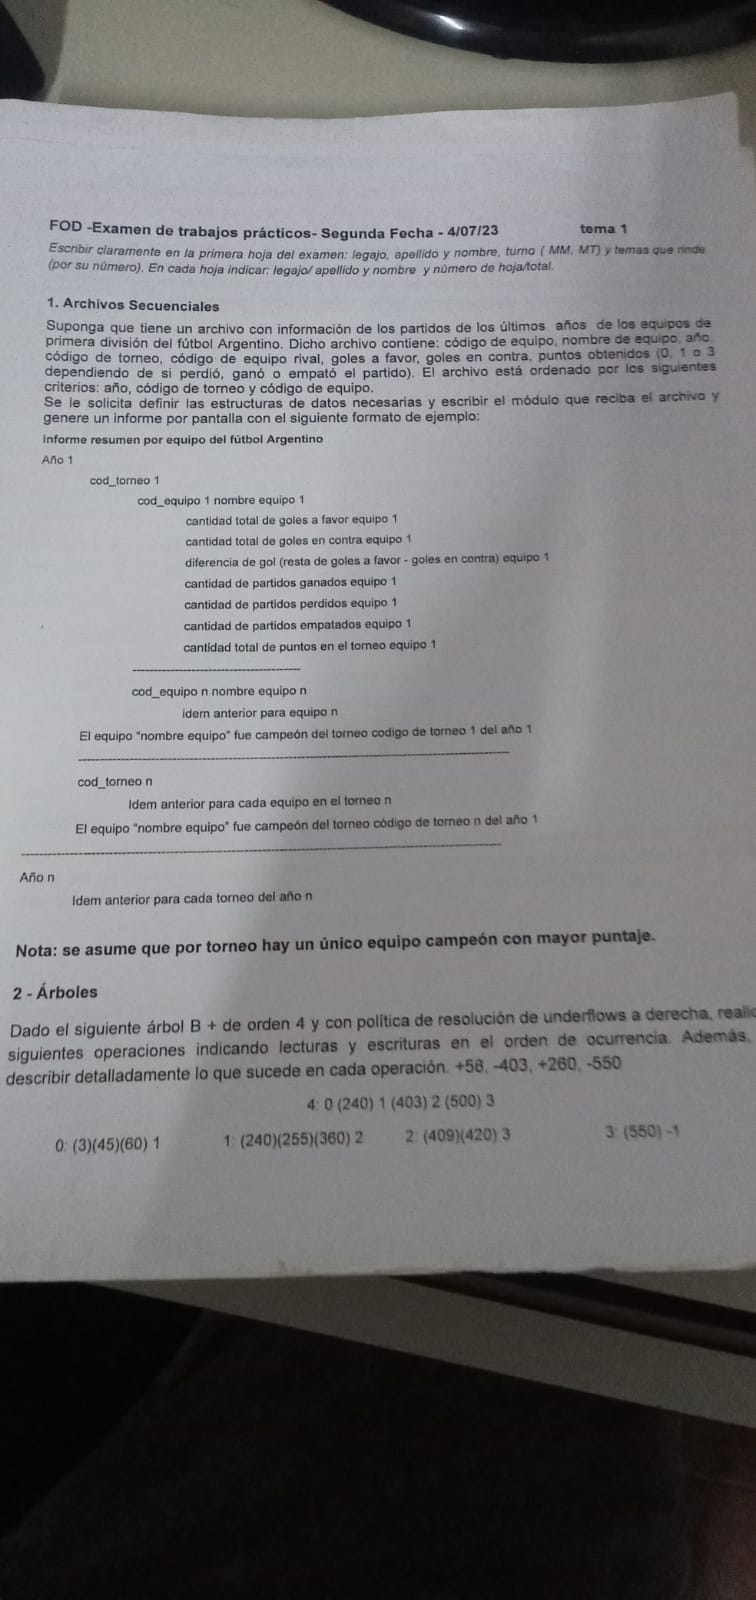 FOD -Examen de trabajos prácticos- Segunda Fecha - 4/07/23 tema 1
Escribir claramente en la primera hoja del examen: legajo, apellido y nombre, turno ( MM, MT) y temas que rinde
(por su número). En cada hoja indicar: legajo/ apellido y nombre y número de hoja/total.
1. Archivos Secuenciales
Suponga que tiene un archivo con información de los partidos de los últimos años de los equipos de
primera división del fútbol Argentino. Dicho archivo contiene: código de equipo, nombre de equipo, año,
código de torneo, código de equipo rival, goles a favor, goles en contra, puntos obtenidos (0, 1 o 3
dependiendo de si perdió, ganó o empató el partido). El archivo está ordenado por los siguientes
criterios: año, código de torneo y código de equipo.
Se le solicita definir las estructuras de datos necesarias y escribir el módulo que reciba el archivo y
genere un informe por pantalla con el siguiente formato de ejemplo:
Informe resumen por equipo del fútbol Argentino
Año 1
cod_torneo 1
cod_equipo 1 nombre equipo 1
cantidad total de goles a favor equipo 1
cantidad total de goles en contra equipo 1
diferencia de gol (resta de goles a favor - goles en contra) equipo 1
cantidad de partidos ganados equipo 1
cantidad de partidos perdidos equipo 1
cantidad de partidos empatados equipo 1
cantidad total de puntos en el torneo equipo 1
cod_equipo n nombre equipo n
idem anterior para equipo n
El equipo "nombre equipo" fue campeón del torneo codigo de torneo 1 del año 1
cod_torneo n
Idem anterior para cada equipo en el torneo n
El equipo "nombre equipo" fue campeón del torneo código de torneo n del año 1
Año n
Idem anterior para cada torneo del año n
Nota: se asume que por torneo hay un único equipo campeón con mayor puntaje.
2 - Árboles
Dado el siguiente árbol B + de orden 4 y con política de resolución de underflows a derecha,
siguientes operaciones indicando lecturas y escrituras en el orden de ocurrencia. Además,
describir detalladamente lo que sucede en cada operación. +58, -403, +260, -550
4: 0 (240) 1 (403) 2 (500) 3
0: (3)(45)(60) 1 1: (240)(255)(360) 2 2: (409)(420) 3 3: (550) -1